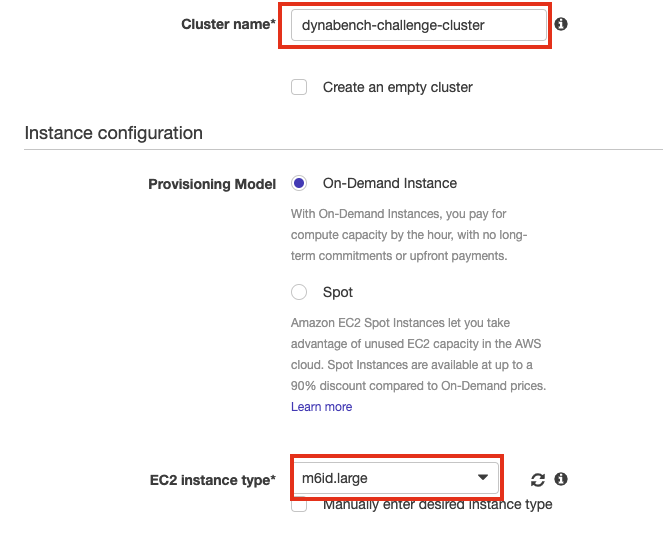 Cluster name*
dynabench-challenge-cluster
Create an empty cluster
Instance configuration
Provisioning Model
On-Demand Instance
With On-Demand Instances, you pay for
compute capacity by the hour, with no long-
term commitments or upfront payments.
Spot
Amazon EC2 Spot Instances let you take
advantage of unused EC2 capacity in the AWS
cloud. Spot Instances are available at up to a
90% discount compared to On-Demand prices.
Learn more
EC2 instance type*
m6id.large
Manually enter desired instance type